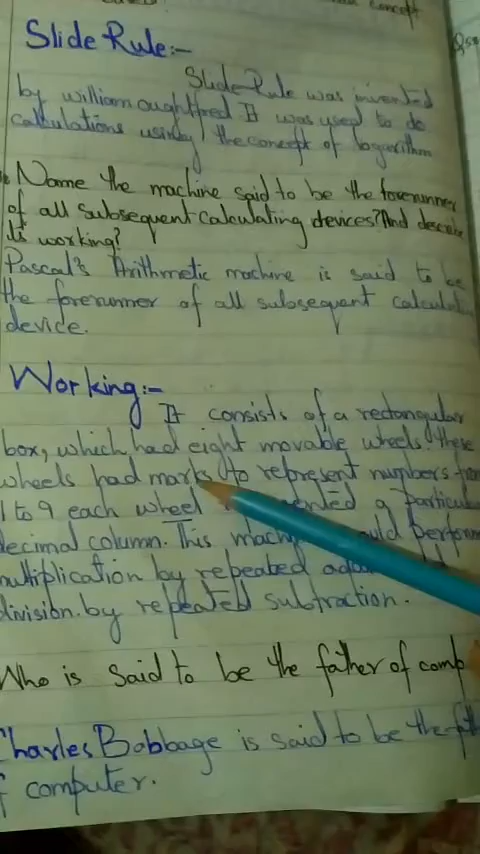 concept
Slide Rule:-
Slide Rule was invented
by william oughtred It was used to do
calculations using the concept of logarithm
Name the machine said to be the forerunner
of all subsequent calculating devices? And describe
its working?
Pascal's Arithmetic machine is said to be
the forerunner of all subsequent
device.
Working:-
It consists of a rectangular
box, which had eight movable wheels. These
wheels had marks to represent numbers
1 to 9 each wheel a
decimal column. This
multiplication by repeated
division by repeated subtraction.
Who is said to be the father of comp
Charles Babbage is said to be the
computer.